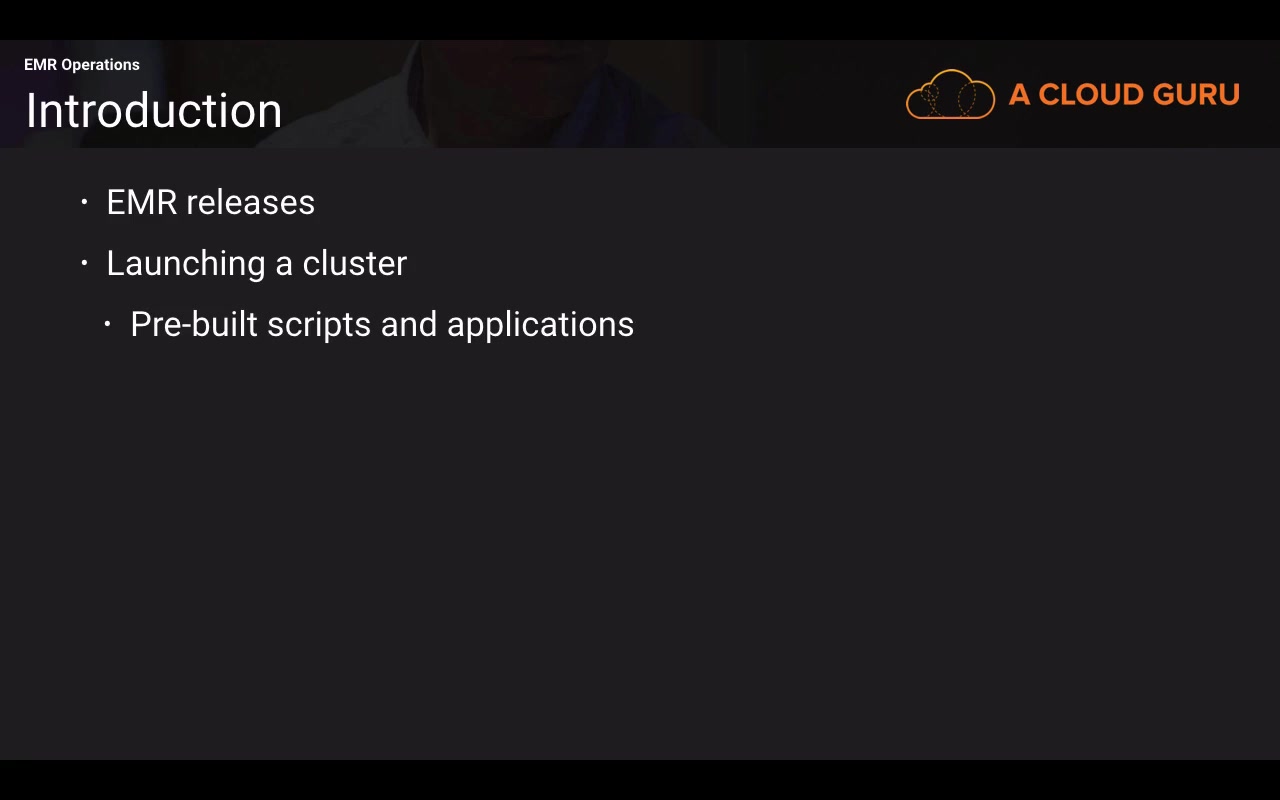 EMR Operations
Introduction
A CLOUD GURU
• EMR releases
• Launching a cluster
• Pre-built scripts and applications